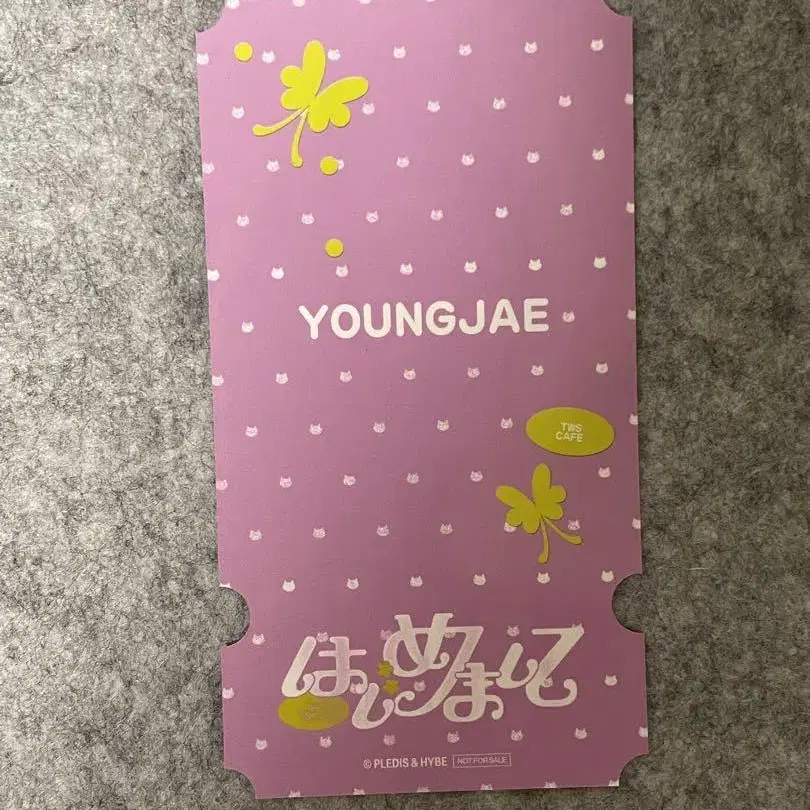 YOUNGJAE
TWS
CAFE
はじめまして
© PLEDIS & HYBE NOT FOR SALE